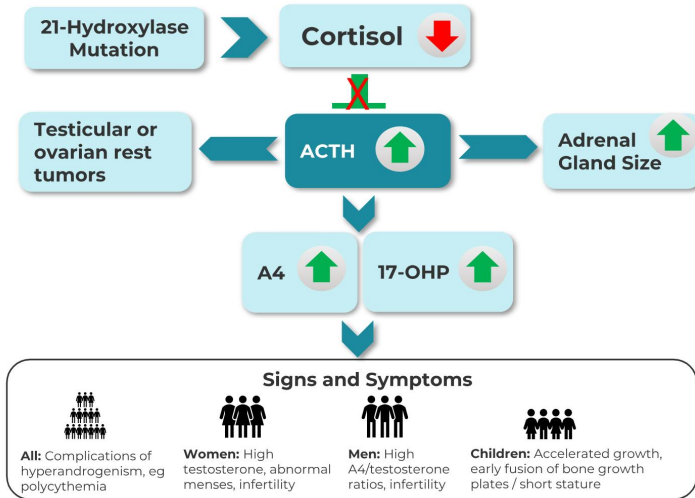 21-Hydroxylase
Mutation
Cortisol
Testicular or
ovarian rest
tumors
ACTH
Adrenal
Gland Size
A4
17-OHP
Signs and Symptoms
All: Complications of
hyperandrogenism, eg
polycythemia
Women: High
testosterone, abnormal
menses, infertility
Men: High
A4/testosterone
ratios, infertility
Children: Accelerated growth,
early fusion of bone growth
plates / short stature